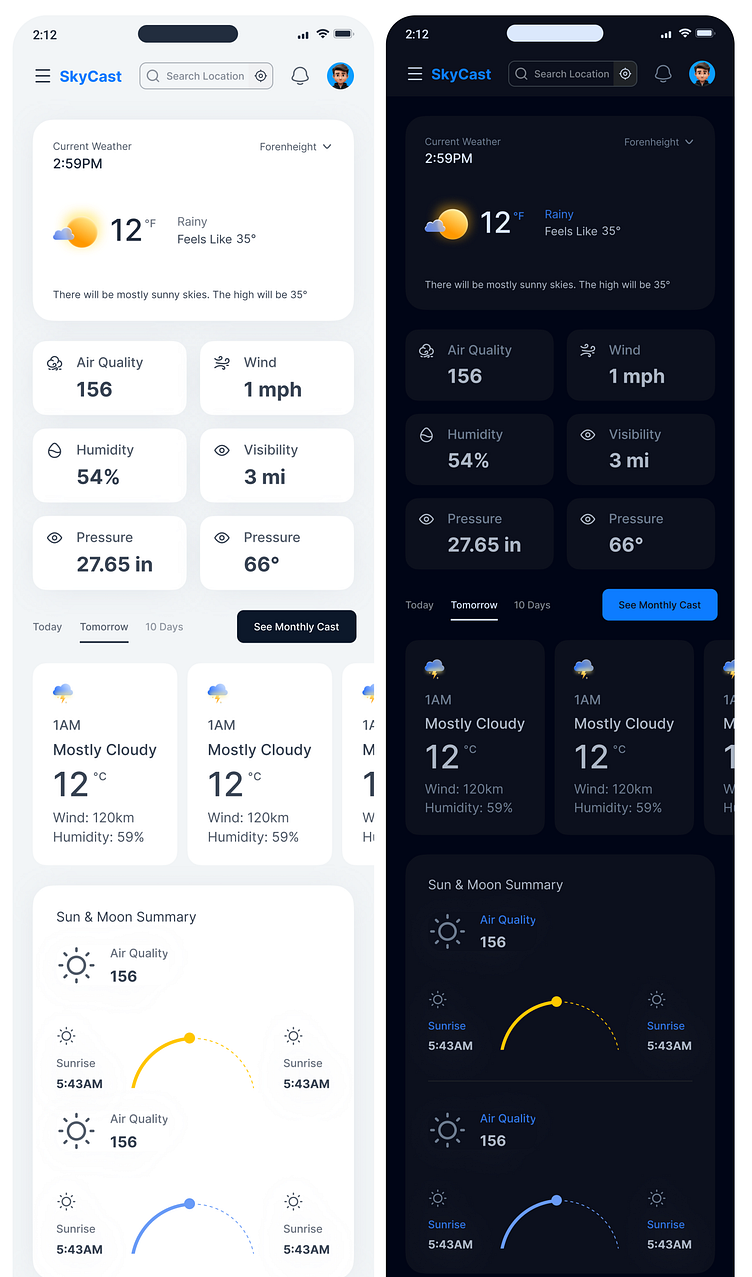 2:12
SkyCast
Search Location
Current Weather
Forenheight
2:59PM
12 °F
Rainy
Feels Like 35°
There will be mostly sunny skies. The high will be 35°
Air Quality
156
Wind
1 mph
Humidity
54%
Visibility
3 mi
Pressure
27.65 in
Pressure
66°
Today
Tomorrow
10 Days
See Monthly Cast
1AM
Mostly Cloudy
12 °C
Wind: 120km
Humidity: 59%
1AM
Mostly Cloudy
12 °C
Wind: 120km
Humidity: 59%
Sun & Moon Summary
Air Quality
156
Sunrise
5:43AM
Sunrise
5:43AM
Air Quality
156
Sunrise
5:43AM
Sunrise
5:43AM
2:12
SkyCast
Search Location
Current Weather
Forenheight
2:59PM
12 °F
Rainy
Feels Like 35°
There will be mostly sunny skies. The high will be 35°
Air Quality
156
Wind
1 mph
Humidity
54%
Visibility
3 mi
Pressure
27.65 in
Pressure
66°
Today
Tomorrow
10 Days
See Monthly Cast
1AM
Mostly Cloudy
12 °C
Wind: 120km
Humidity: 59%
1AM
Mostly Cloudy
12 °C
Wind: 120km
Humidity: 59%
Sun & Moon Summary
Air Quality
156
Sunrise
5:43AM
Sunrise
5:43AM
Air Quality
156
Sunrise
5:43AM
Sunrise
5:43AM